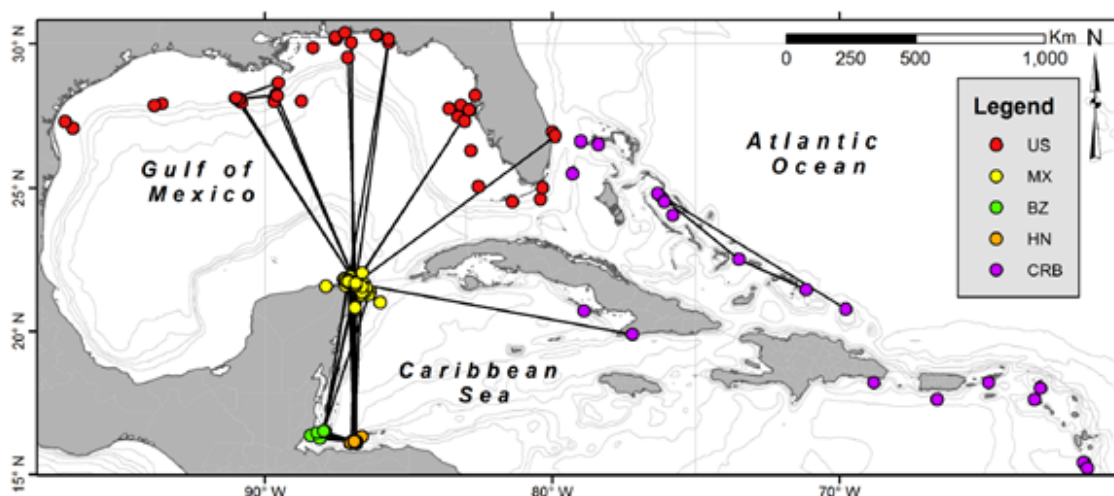 30° N
25° N
20° N
15° N
90° W
80° W
70° W
Gulf of
Mexico
Atlantic
Ocean
Caribbean
Sea
Km
0 250 500 1,000
N
Legend
US
MX
BZ
HN
CRB